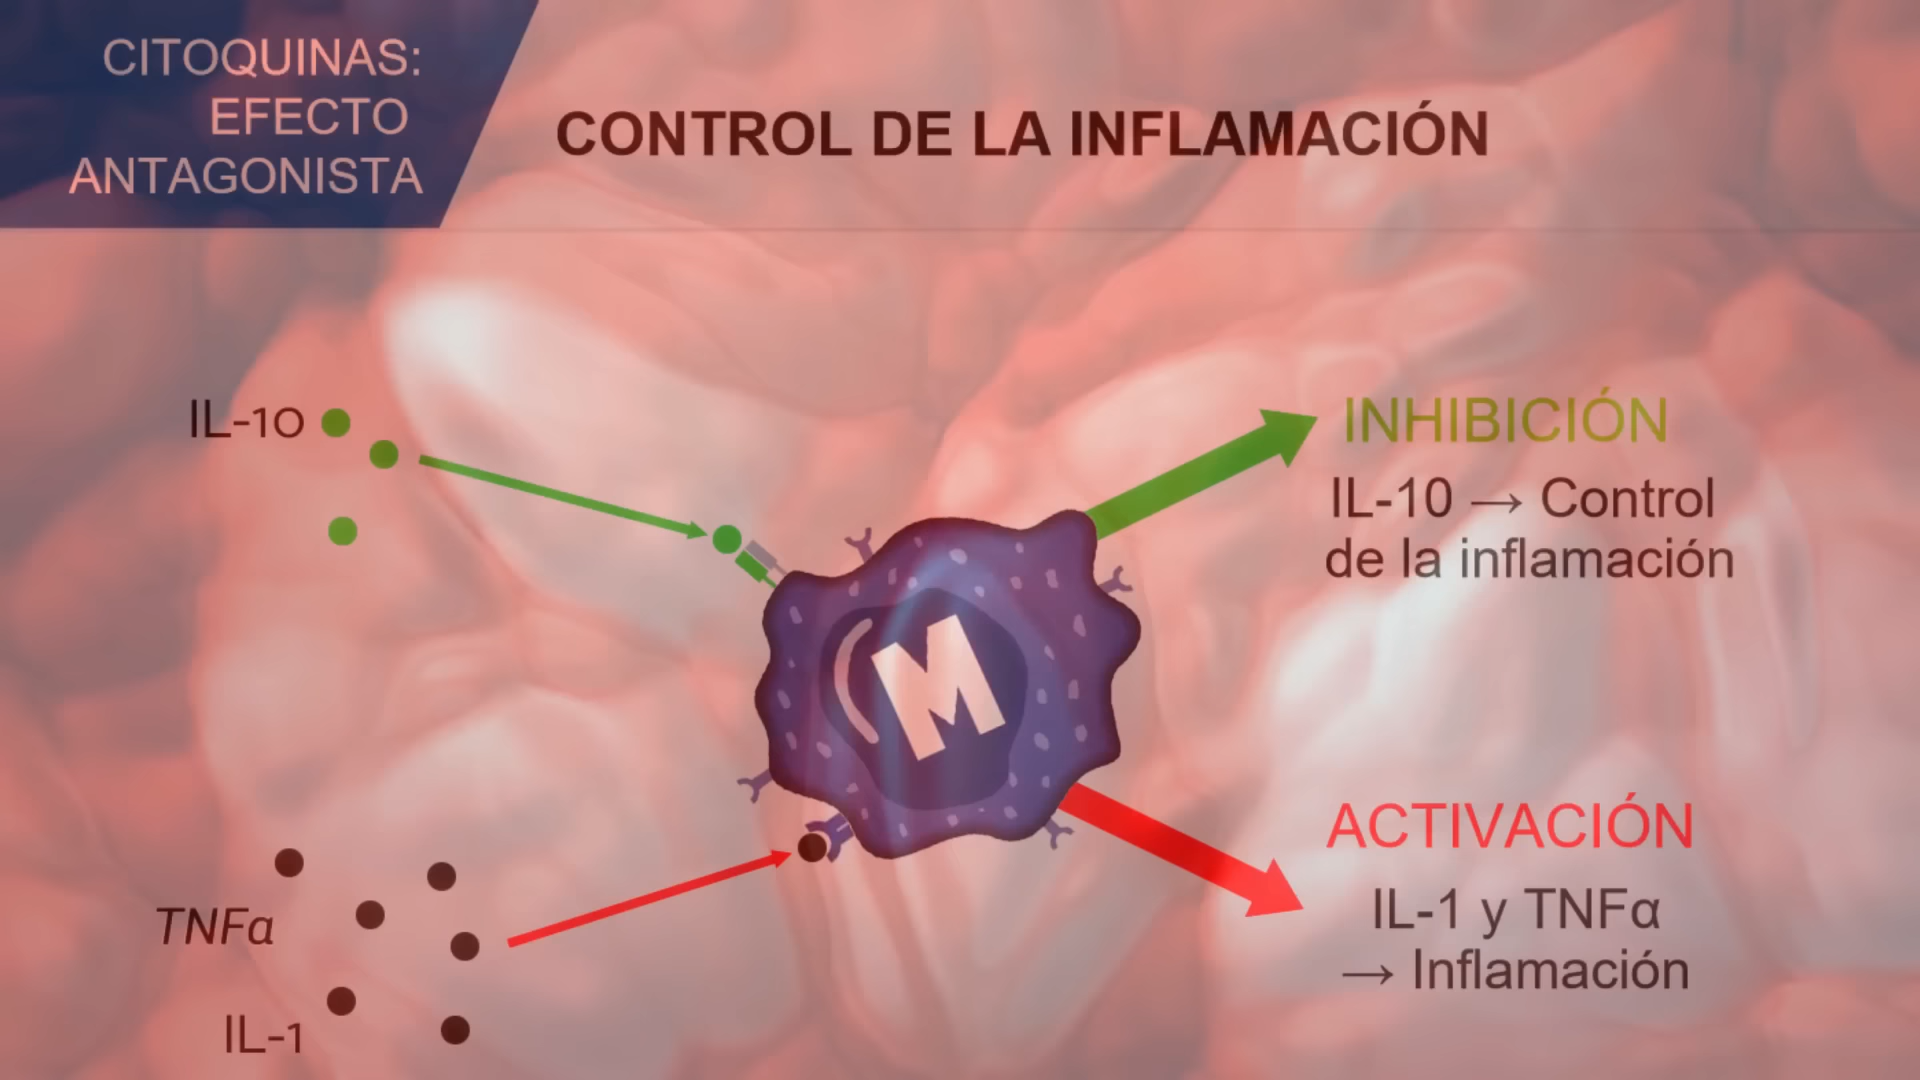 CITOQUINAS:
EFECTO
ANTAGONISTA
CONTROL DE LA INFLAMACIÓN
IL-10
INHIBICIÓN
IL-10 → Control
de la inflamación
M
TNFα
IL-1
ACTIVACIÓN
IL-1 y TNFα
→ Inflamación